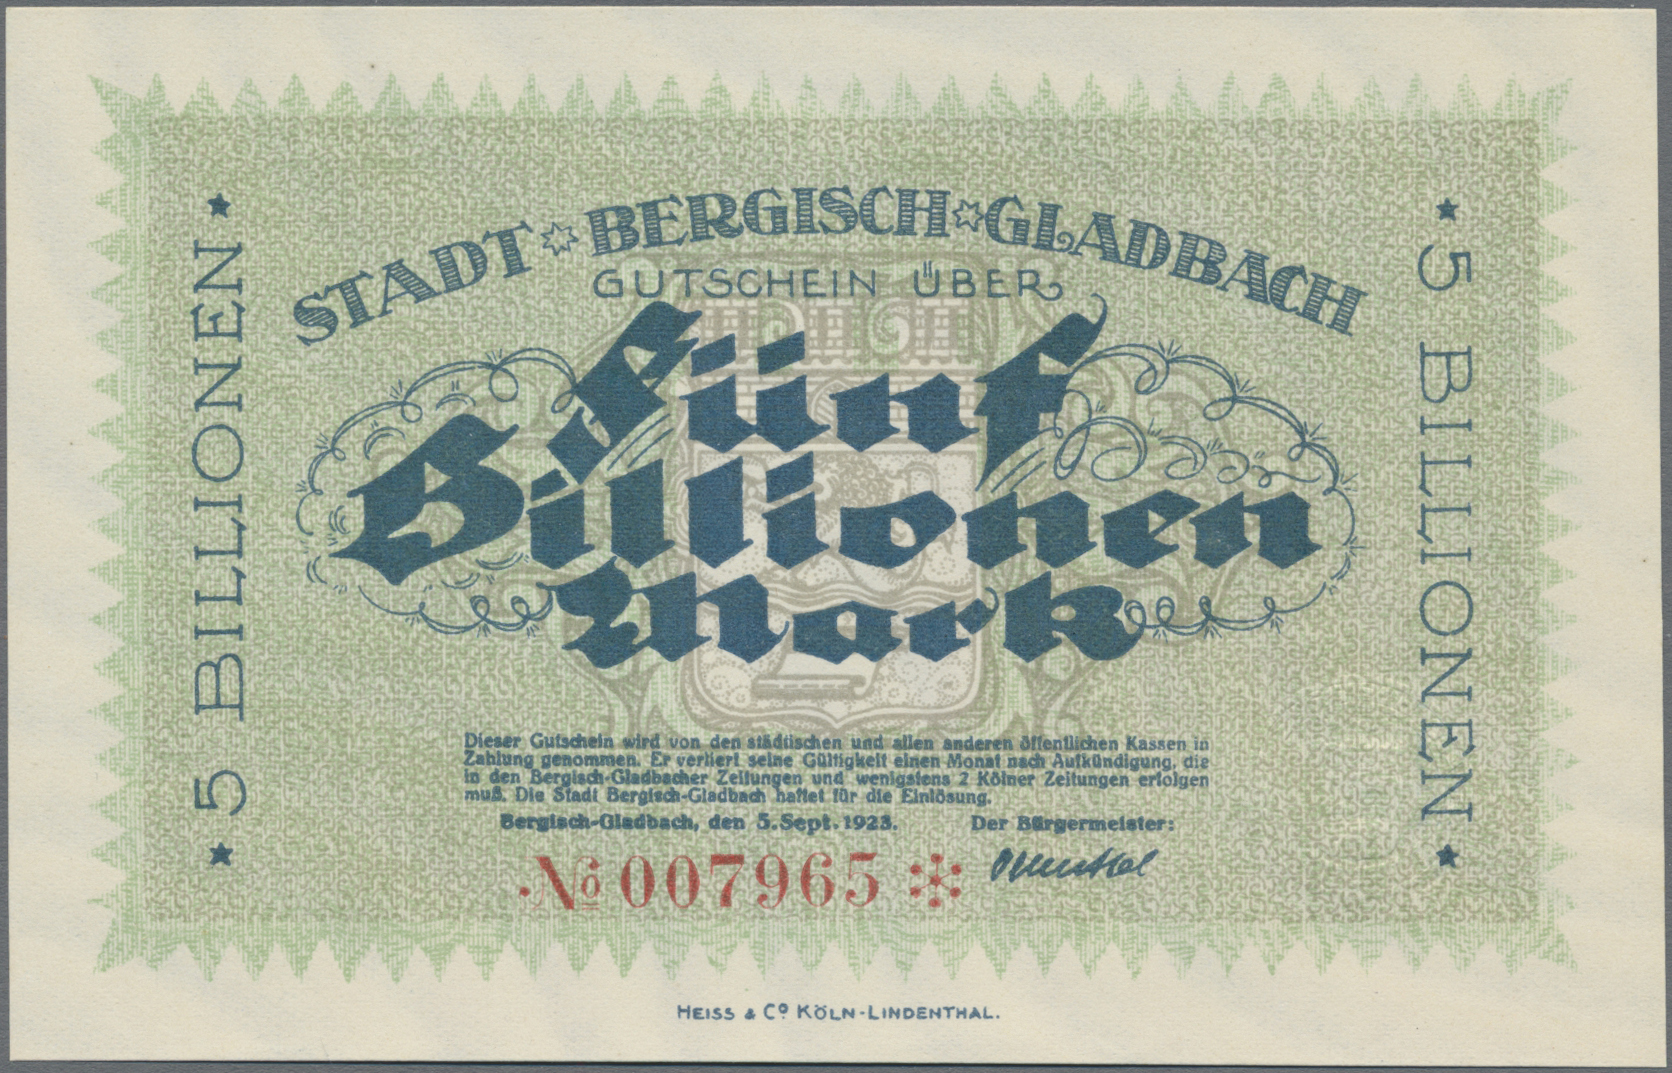 STADT BERGISCH GLADBACH
GUTSCHEIN ÜBER
Fünf
Billionen
Mark
★ 5 BILLIONEN ★
★ 5 BILLIONEN ★
Dieser Gutschein wird von den städtischen und allen anderen öffentlichen Kassen in
Zahlung genommen. Er verliert seine Gültigkeit einen Monat nach Aufkündigung, die
in den Bergisch-Gladbacher Zeitungen und wenigstens 2 Kölner Zeitungen erfolgen
muß. Die Stadt Bergisch-Gladbach haftet für die Einlösung.
Bergisch-Gladbach, den 5. Sept. 1923. Der Bürgermeister:
№ 007965
HEISS & Co KÖLN-LINDENTHAL.